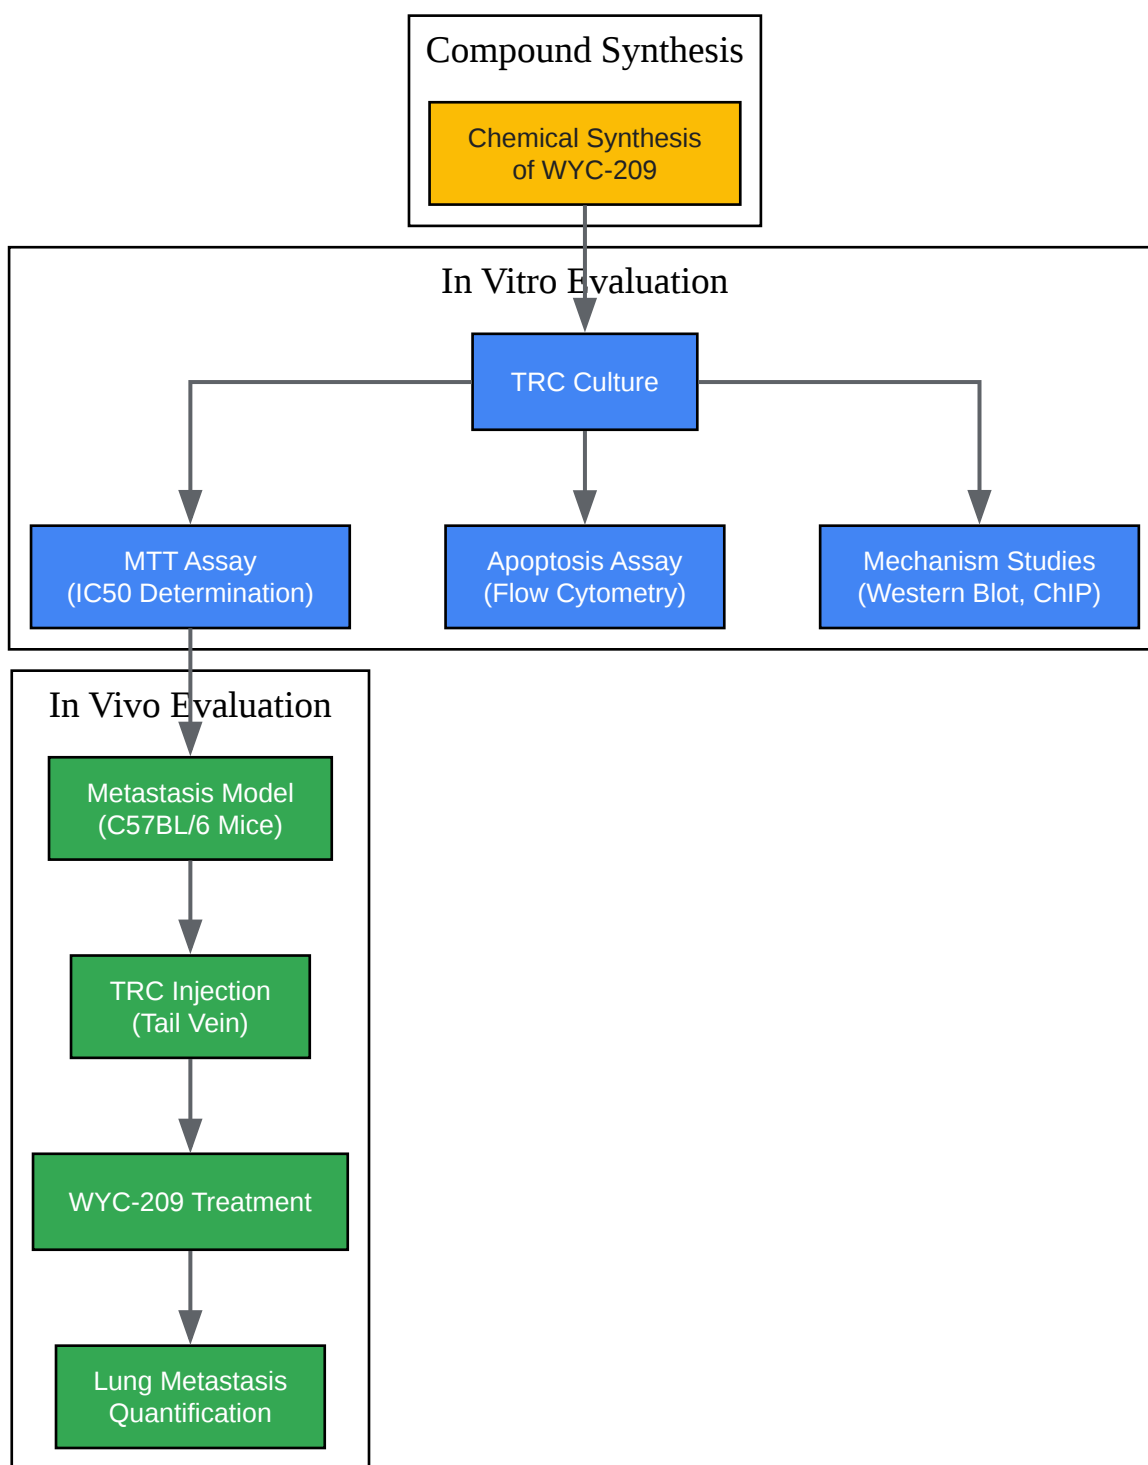 Compound Synthesis
Chemical Synthesis
of WYC-209
In Vitro Evaluation
TRC Culture
MTT Assay
(IC50 Determination)
Apoptosis Assay
(Flow Cytometry)
Mechanism Studies
(Western Blot, ChIP)
In Vivo Evaluation
Metastasis Model
(C57BL/6 Mice)
TRC Injection
(Tail Vein)
WYC-209 Treatment
Lung Metastasis
Quantification